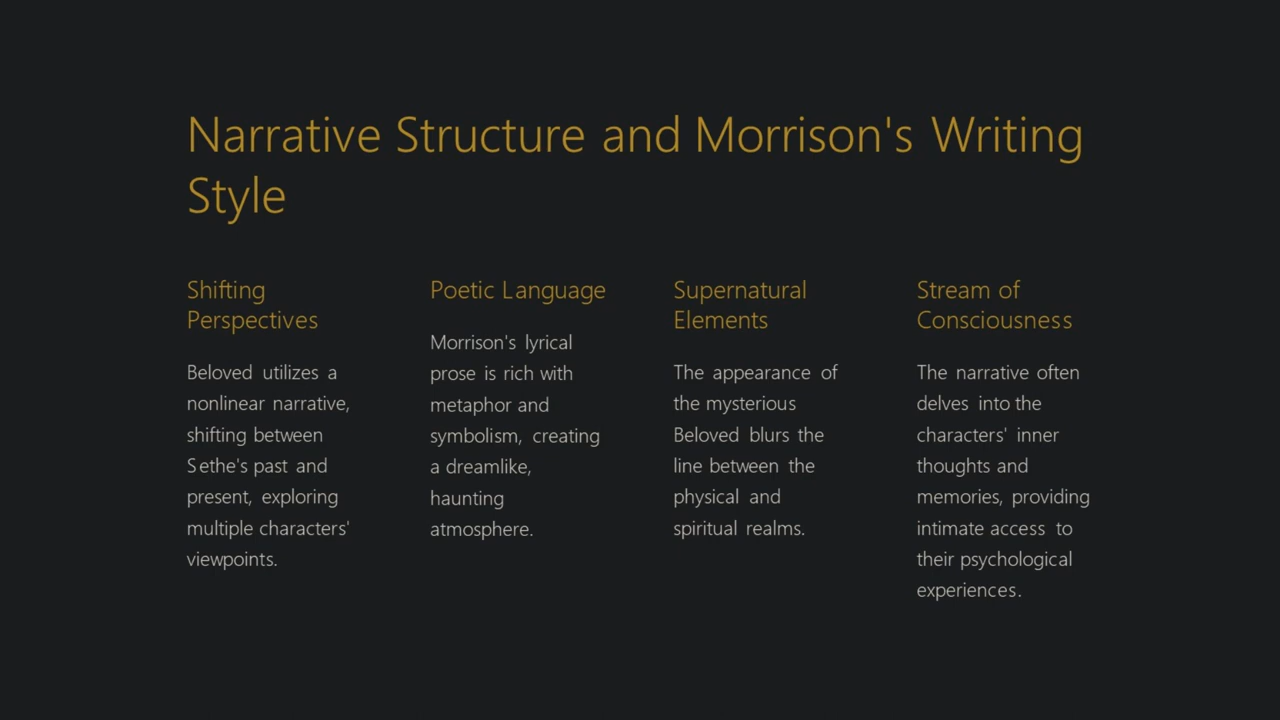 Narrative Structure and Morrison's Writing
Style
Shifting
Perspectives
Beloved utilizes a
nonlinear narrative,
shifting between
Sethe's past and
present, exploring
multiple characters'
viewpoints.
Poetic Language
Morrison's lyrical
prose is rich with
metaphor and
symbolism, creating
a dreamlike,
haunting
atmosphere.
Supernatural
Elements
The appearance of
the mysterious
Beloved blurs the
line between the
physical and
spiritual realms.
Stream of
Consciousness
The narrative often
delves into the
characters' inner
thoughts and
memories, providing
intimate access to
their psychological
experiences.